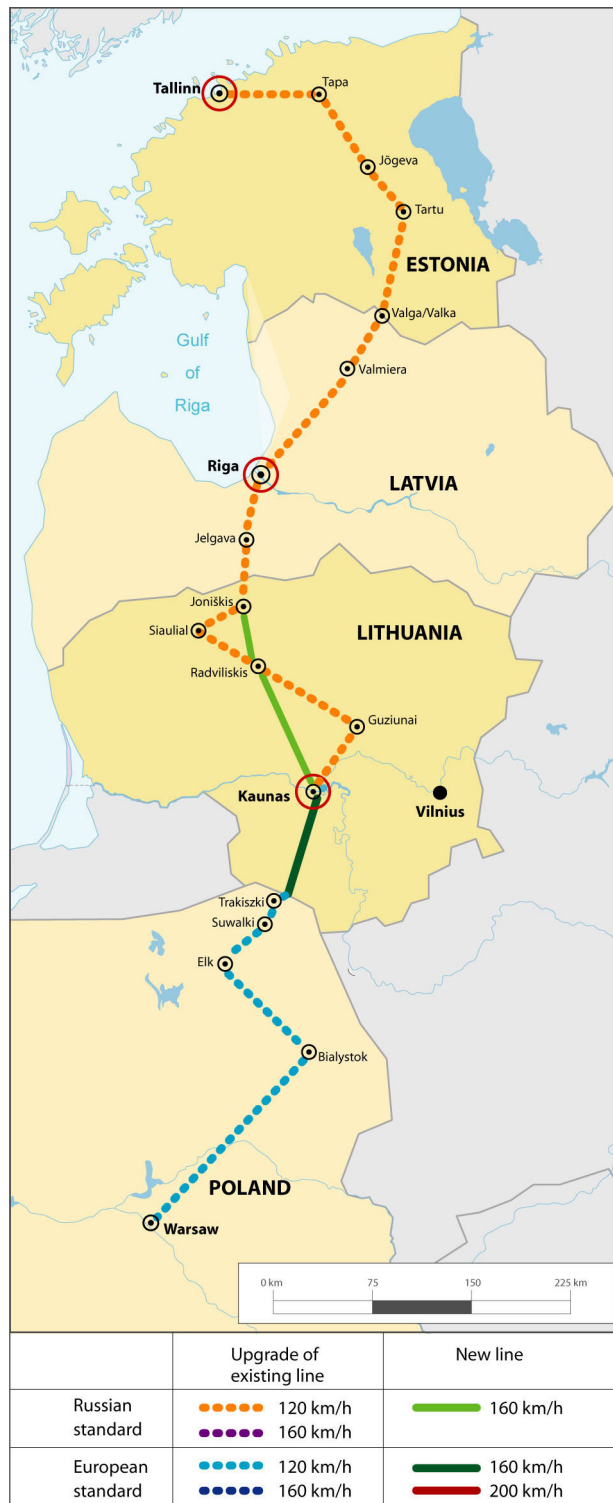 Tallinn
Tapa
Jõgeva
Tartu
ESTONIA
Valga/Valka
Gulf
of
Riga
Valmiera
Riga
LATVIA
Jelgava
Joniškis
Siaulial
LITHUANIA
Radviliskis
Guziunai
Kaunas
Vilnius
Trakiszki
Suwalki
Elk
Bialystok
POLAND
Warsaw
0 km 75 150 225 km
Upgrade of
existing line
New line
Russian
standard
120 km/h
160 km/h
160 km/h
European
standard
120 km/h
160 km/h
160 km/h
200 km/h